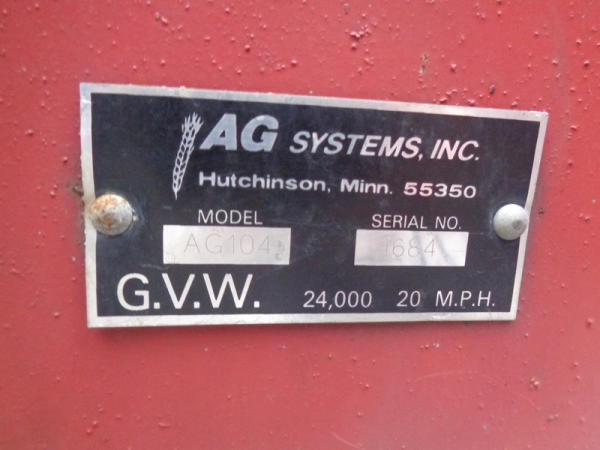 AG SYSTEMS, INC.
Hutchinson, Minn. 55350
MODEL SERIAL NO.
AG104 1684
G.V.W. 24,000 20 M.P.H.